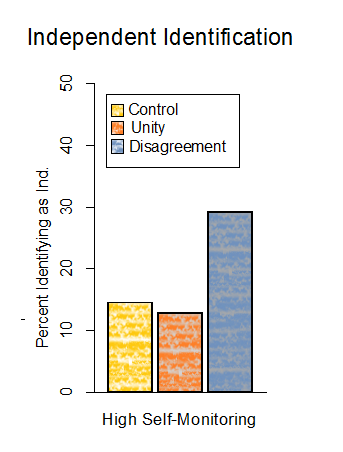 Independent Identification
Percent Identifying as Ind.
50
40
30
20
10
0
Control
Unity
Disagreement
High Self-Monitoring